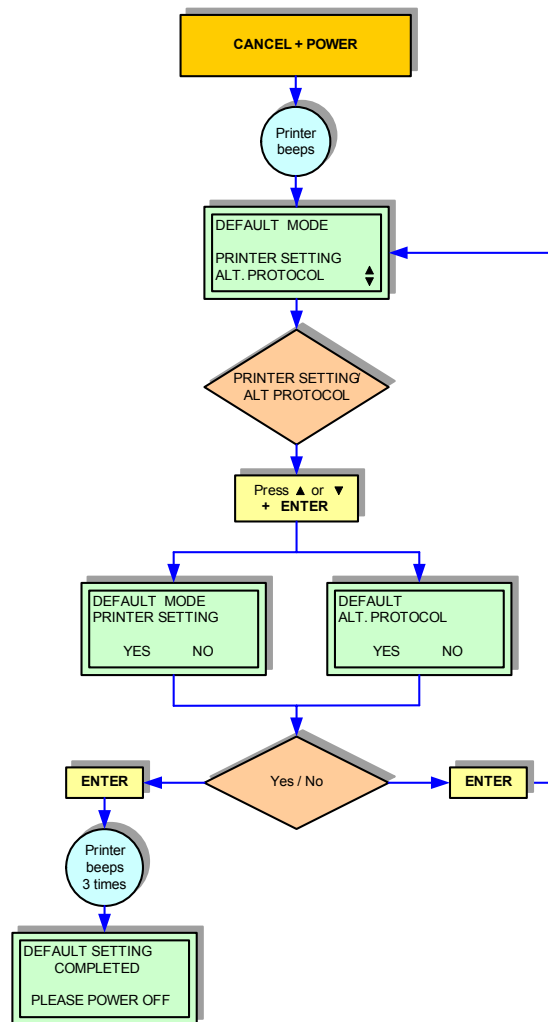 CANCEL + POWER
Printer
beeps
DEFAULT MODE
PRINTER SETTING
ALT. PROTOCOL ▲
▼
PRINTER SETTING/
ALT PROTOCOL
Press ▲ or ▼
+ ENTER
DEFAULT MODE
PRINTER SETTING
YES NO
DEFAULT
ALT. PROTOCOL
YES NO
Yes / No
ENTER
ENTER
Printer
beeps
3 times
DEFAULT SETTING
COMPLETED
PLEASE POWER OFF